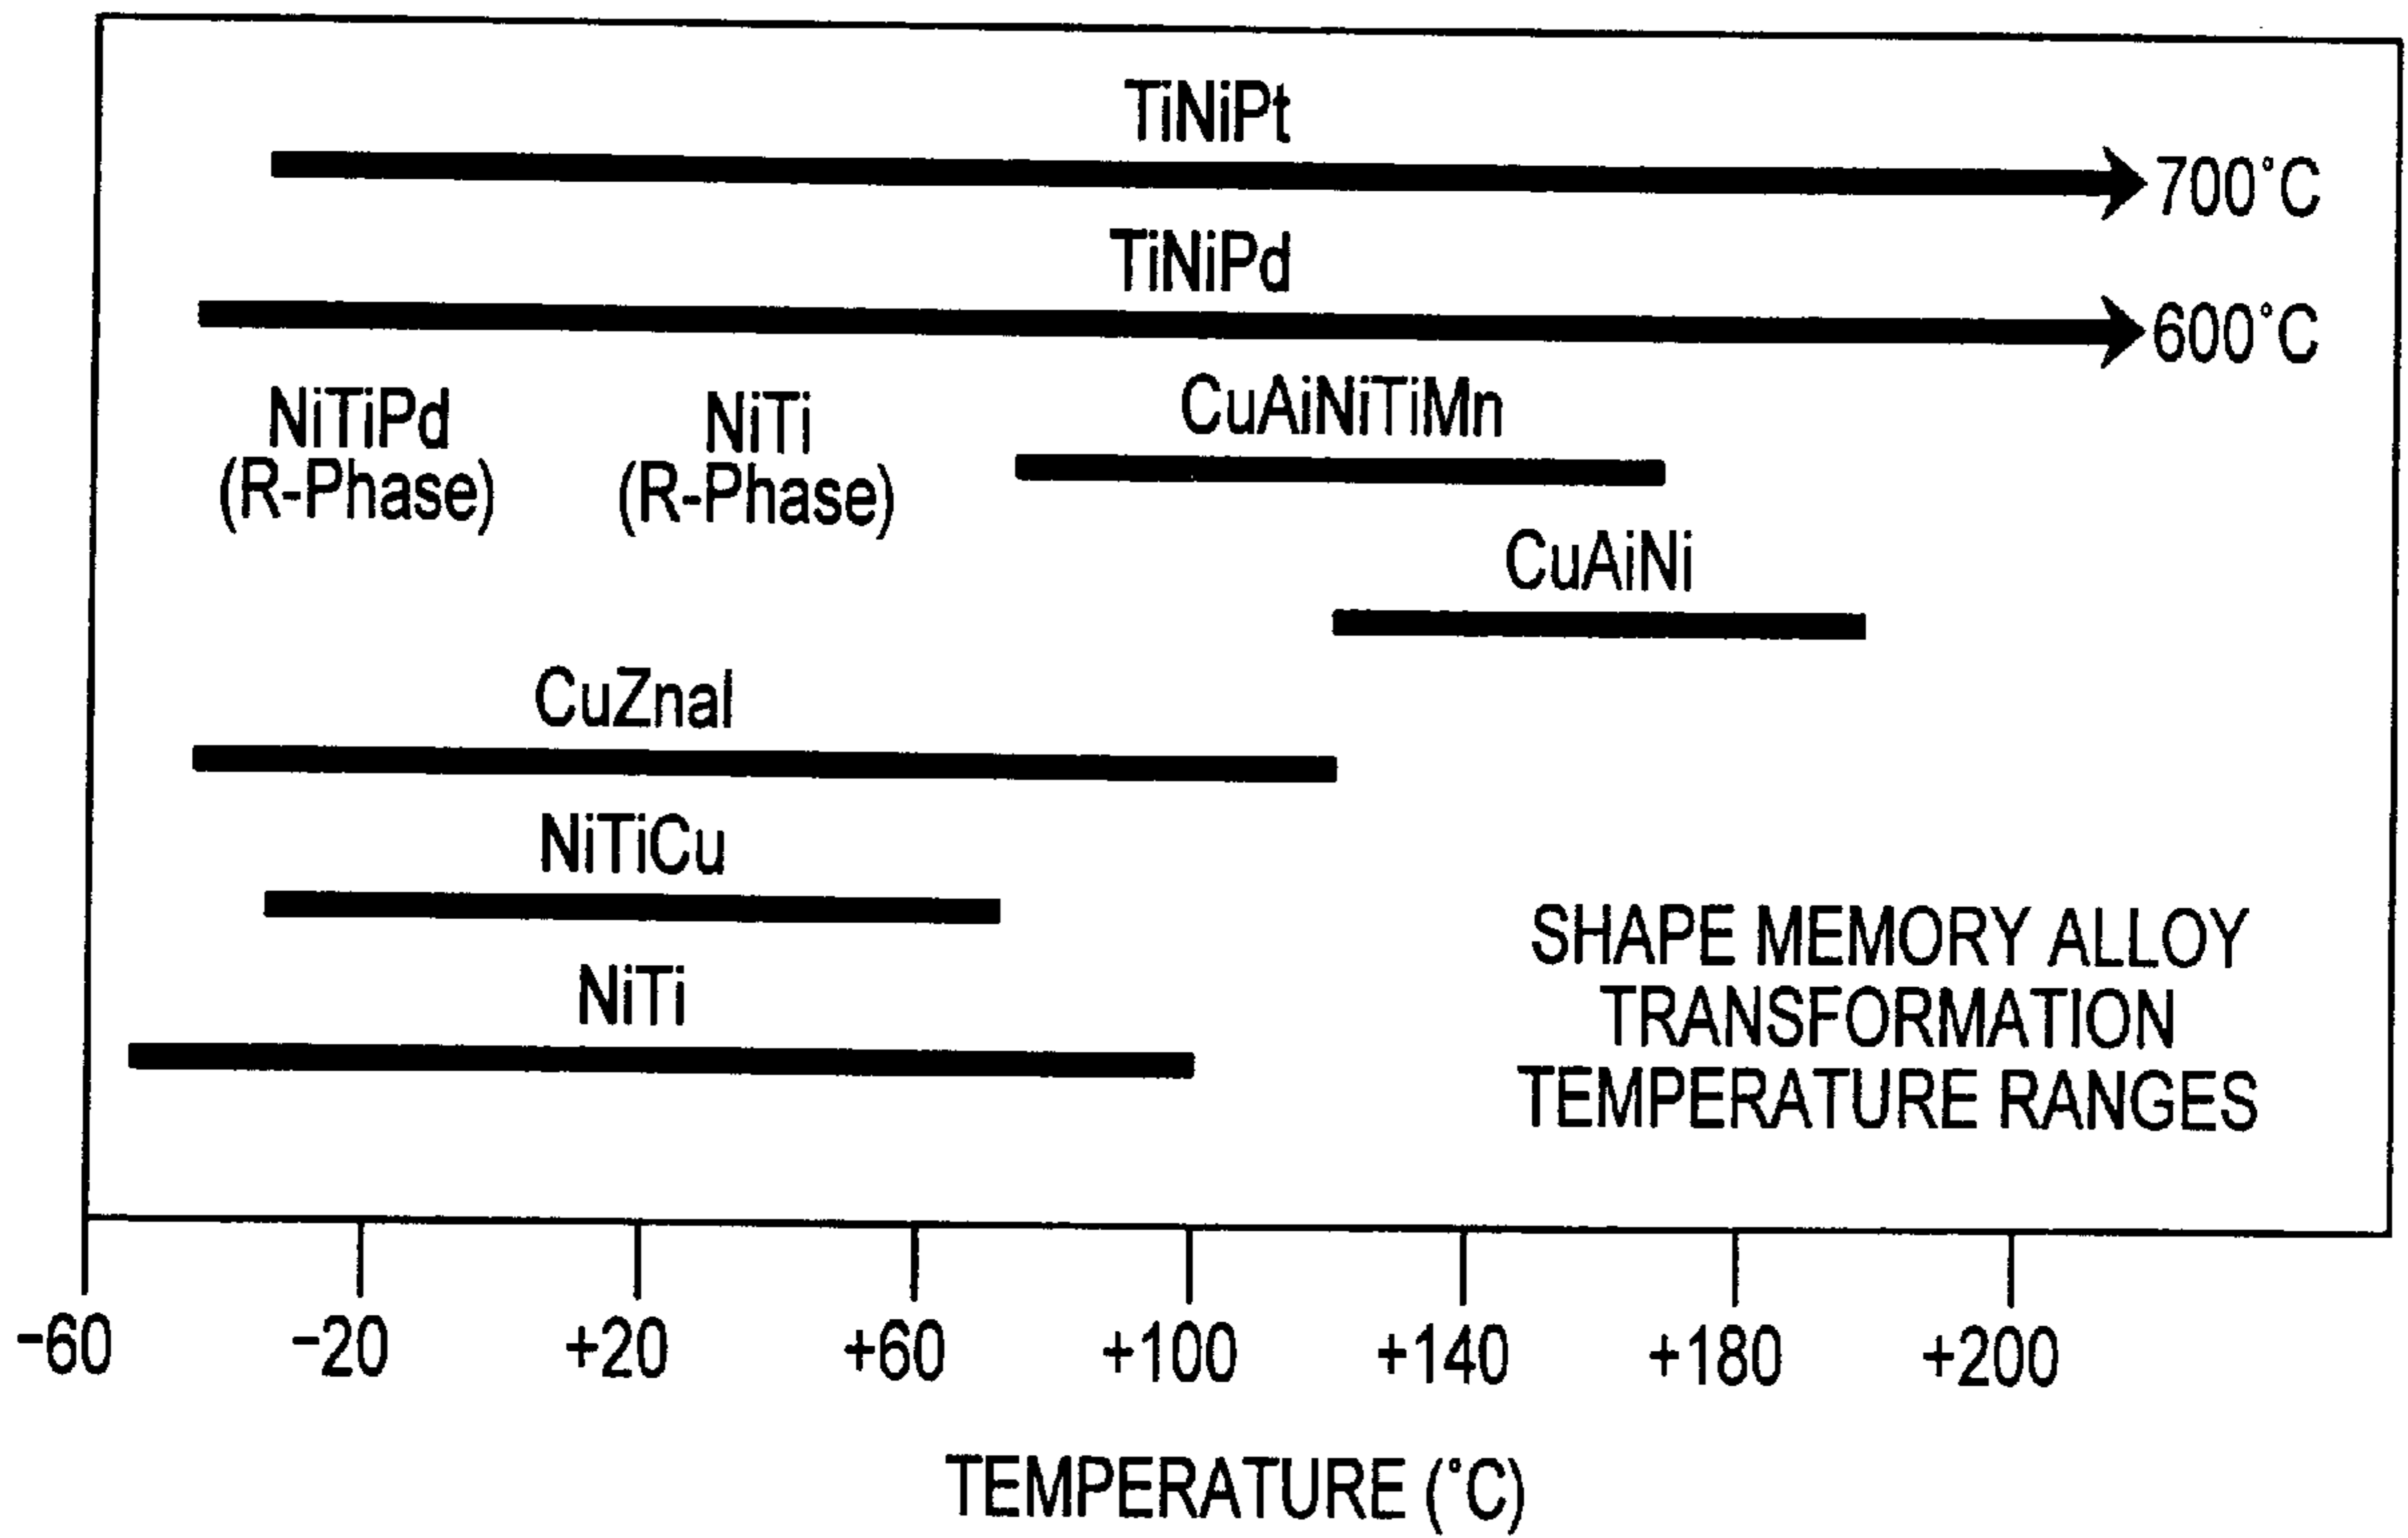 TiNiPt
700°C
TiNiPd
600°C
NiTiPd
(R-Phase)
NiTi
(R-Phase)
CuAiNiTiMn
CuAiNi
CuZnal
NiTiCu
NiTi
SHAPE MEMORY ALLOY
TRANSFORMATION
TEMPERATURE RANGES
-60 -20 +20 +60 +100 +140 +180 +200
TEMPERATURE (°C)